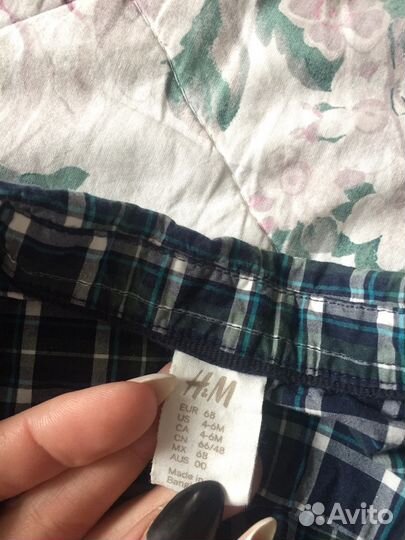 H&M
EUR 68
US 4-6M
CA 4-6M
CN 66/48
MX 68
AUS 00
Made in
Avito